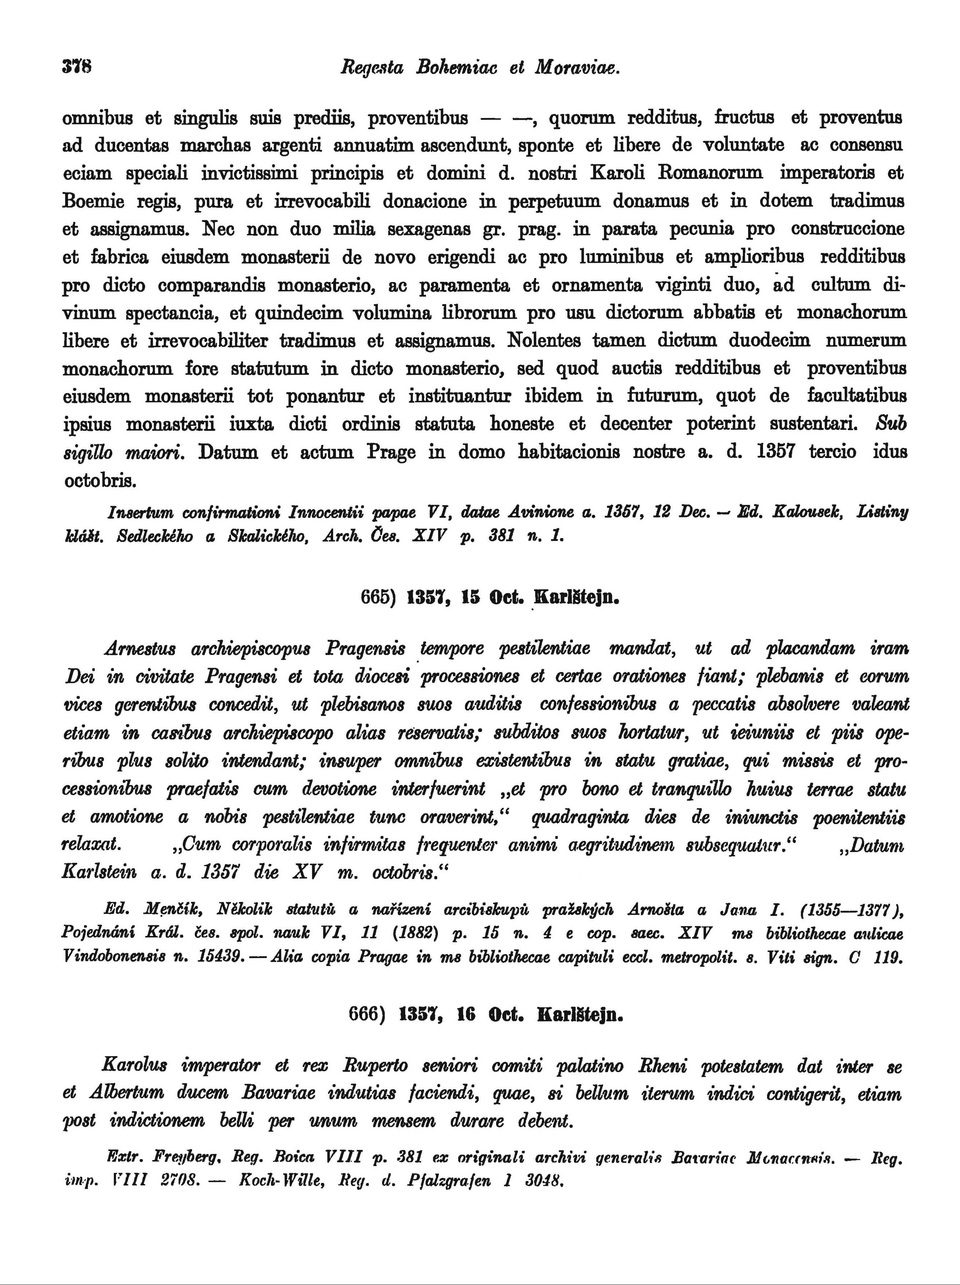 378 Regesta Bohemiae et Moraviae.
omnibus et singulis suis prediis, proventibus — —, quorum redditus, fructus et proventus
ad ducentas marchas argenti annuatim ascendunt, sponte et libere de voluntate ac consensu
eciam speciali invictissimi principis et domini d. nostri Karoli Romanorum imperatoris et
Boemie regis, pura et irrevocabili donacione in perpetuum donamus et in dotem tradimus
et assignamus. Nec non duo milia sexagenas gr. prag. in parata pecunia pro construccione
et fabrica eiusdem monasterii de novo erigendi ac pro luminibus et amplioribus redditibus
pro dicto comparandis monasterio, ac paramenta et ornamenta viginti duo, ad cultum di-
vinum spectancia, et quindecim volumina librorum pro usu dictorum abbatis et monachorum
libere et irrevocabiliter tradimus et assignamus. Nolentes tamen dictum duodecim numerum
monachorum fore statutum in dicto monasterio, sed quod auctis redditibus et proventibus
eiusdem monasterii tot ponantur et instituantur ibidem in futurum, quot de facultatibus
ipsius monasterii iuxta dicti ordinis statuta honeste et decenter poterint sustentari. Sub
sigillo maiori. Datum et actum Prage in domo habitacionis nostre a. d. 1357 tercio idus
octobris.
Insertum confirmationi Innocentii papae VI, datae Avinione a. 1357, 12 Dec. — Ed. Kalousek, Listiny
klášt. Sedleckého a Skalického, Arch. Čes. XIV p. 381 n. 1.
665) 1357, 15 Oct. Karlštejn.
Arnestus archiepiscopus Pragensis tempore pestilentiae mandat, ut ad placandam iram
Dei in civitate Pragensi et tota diocesi processiones et certae orationes fiant; plebanis et eorum
vices gerentibus concedit, ut plebisanos suos auditis confessionibus a peccatis absolvere valeant
etiam in casibus archiepiscopo alias reservatis; subditos suos hortatur, ut ieiuniis et piis ope-
ribus plus solito intendant; insuper omnibus existentibus in statu gratiae, qui missis et pro-
cessionibus praefatis cum devotione interfuerint „et pro bono et tranquillo huius terrae statu
et amotione a nobis pestilentiae tunc oraverint,“ quadraginta dies de iniunctis poenitentiis
relaxat. „Cum corporalis infirmitas frequenter animi aegritudinem subsequatur.“ „Datum
Karlstein a. d. 1357 die XV m. octobris.“
Ed. Menčík, Několik statutů a nařízení arcibiskupů pražských Arnošta a Jana I. (1355—1377),
Pojednání Král. čes. spol. nauk VI, 11 (1882) p. 15 n. 4 e cop. saec. XIV ms bibliothecae aulicae
Vindobonensis n. 15439. — Alia copia Pragae in ms bibliothecae capituli eccl. metropolit. s. Viti sign. C 119.
666) 1357, 16 Oct. Karlštejn.
Karolus imperator et rex Ruperto seniori comiti palatino Rheni potestatem dat inter se
et Albertum ducem Bavariae indutias faciendi, quae, si bellum iterum indici contigerit, etiam
post indictionem belli per unum mensem durare debent.
Extr. Freyberg, Reg. Boica VIII p. 381 ex originali archivi generalis Bavariae Monacensis. — Reg.
imp. VIII 2708. — Koch-Wille, Reg. d. Pfalzgrafen I 3048.